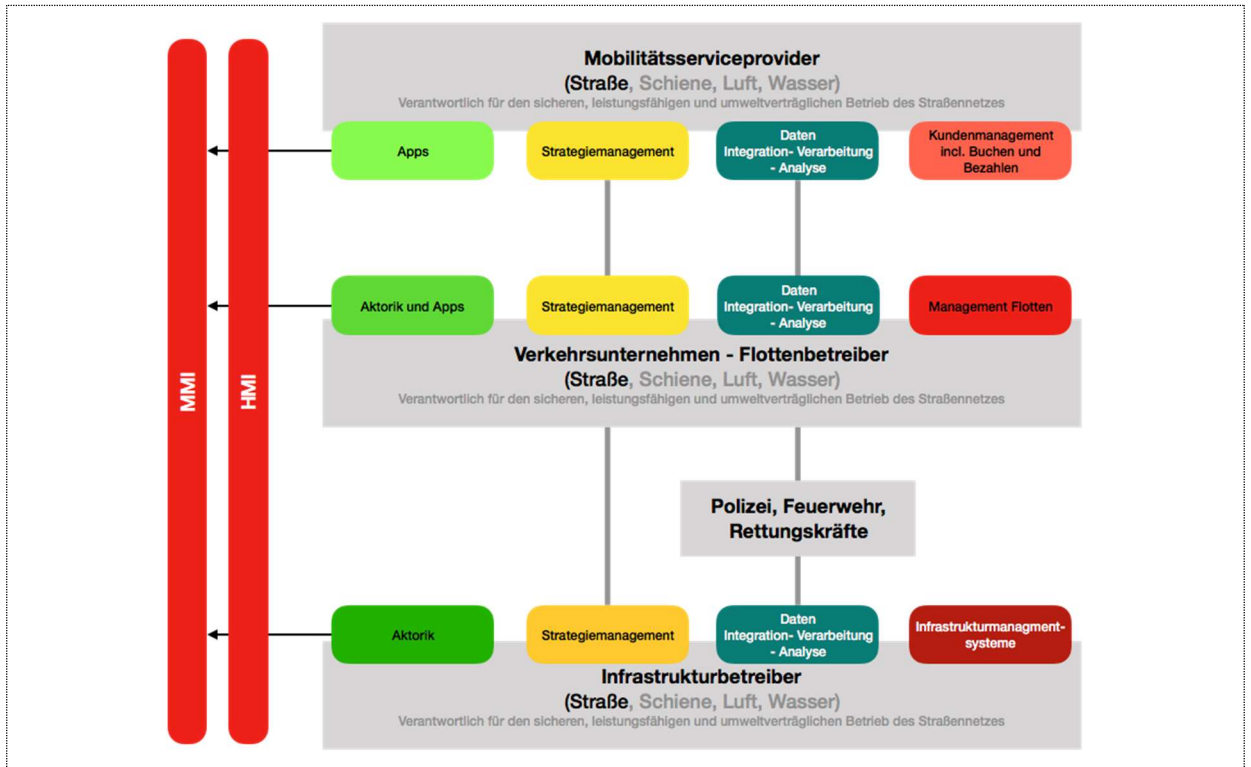 Mobilitätsserviceprovider
(Straße, Schiene, Luft, Wasser)
Verantwortlich für den sicheren, leistungsfähigen und umweltverträglichen Betrieb des Straßennetzes
Apps
Strategiemanagement
Daten
Integration- Verarbeitung
- Analyse
Kundenmanagement
incl. Buchen und
Bezahlen
MMI
HMI
Aktorik und Apps
Strategiemanagement
Daten
Integration- Verarbeitung
- Analyse
Management Flotten
Verkehrsunternehmen - Flottenbetreiber
(Straße, Schiene, Luft, Wasser)
Verantwortlich für den sicheren, leistungsfähigen und umweltverträglichen Betrieb des Straßennetzes
Polizei, Feuerwehr,
Rettungskräfte
Aktorik
Strategiemanagement
Daten
Integration- Verarbeitung
- Analyse
Infrastrukturmanagment-
systeme
Infrastrukturbetreiber
(Straße, Schiene, Luft, Wasser)
Verantwortlich für den sicheren, leistungsfähigen und umweltverträglichen Betrieb des Straßennetzes